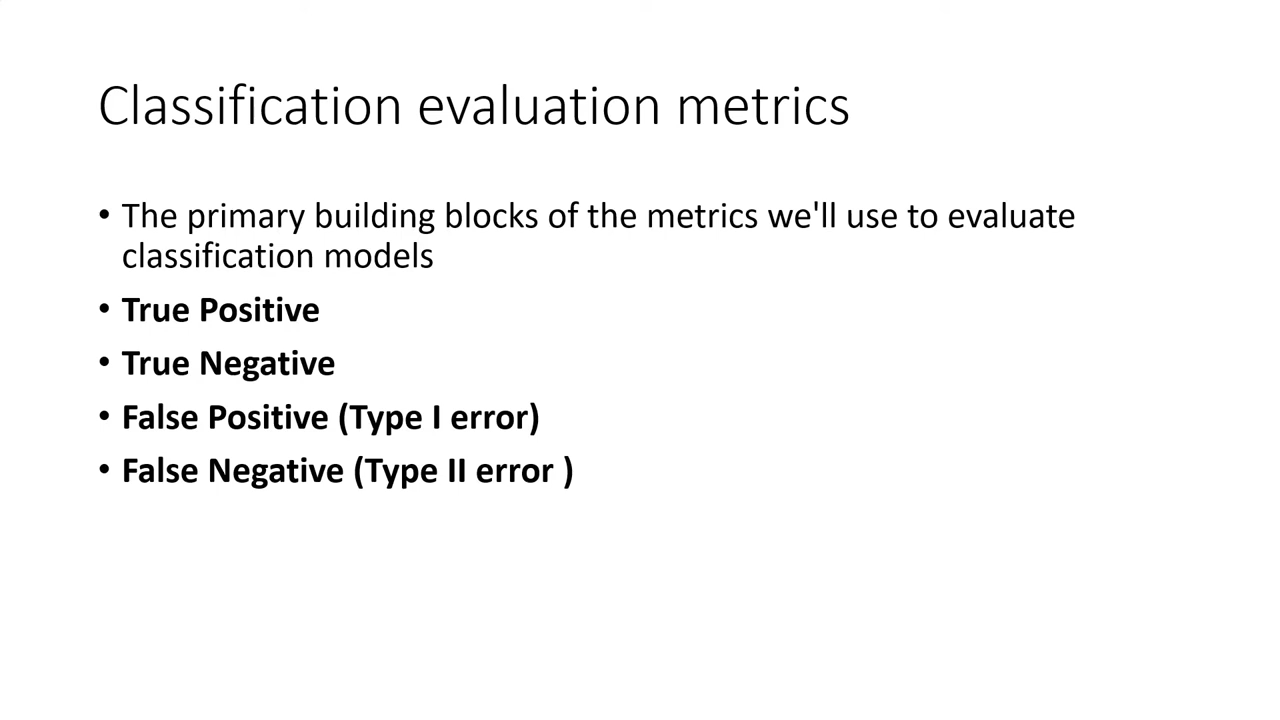 Classification evaluation metrics
• The primary building blocks of the metrics we'll use to evaluate
classification models
• True Positive
• True Negative
• False Positive (Type I error)
• False Negative (Type II error )